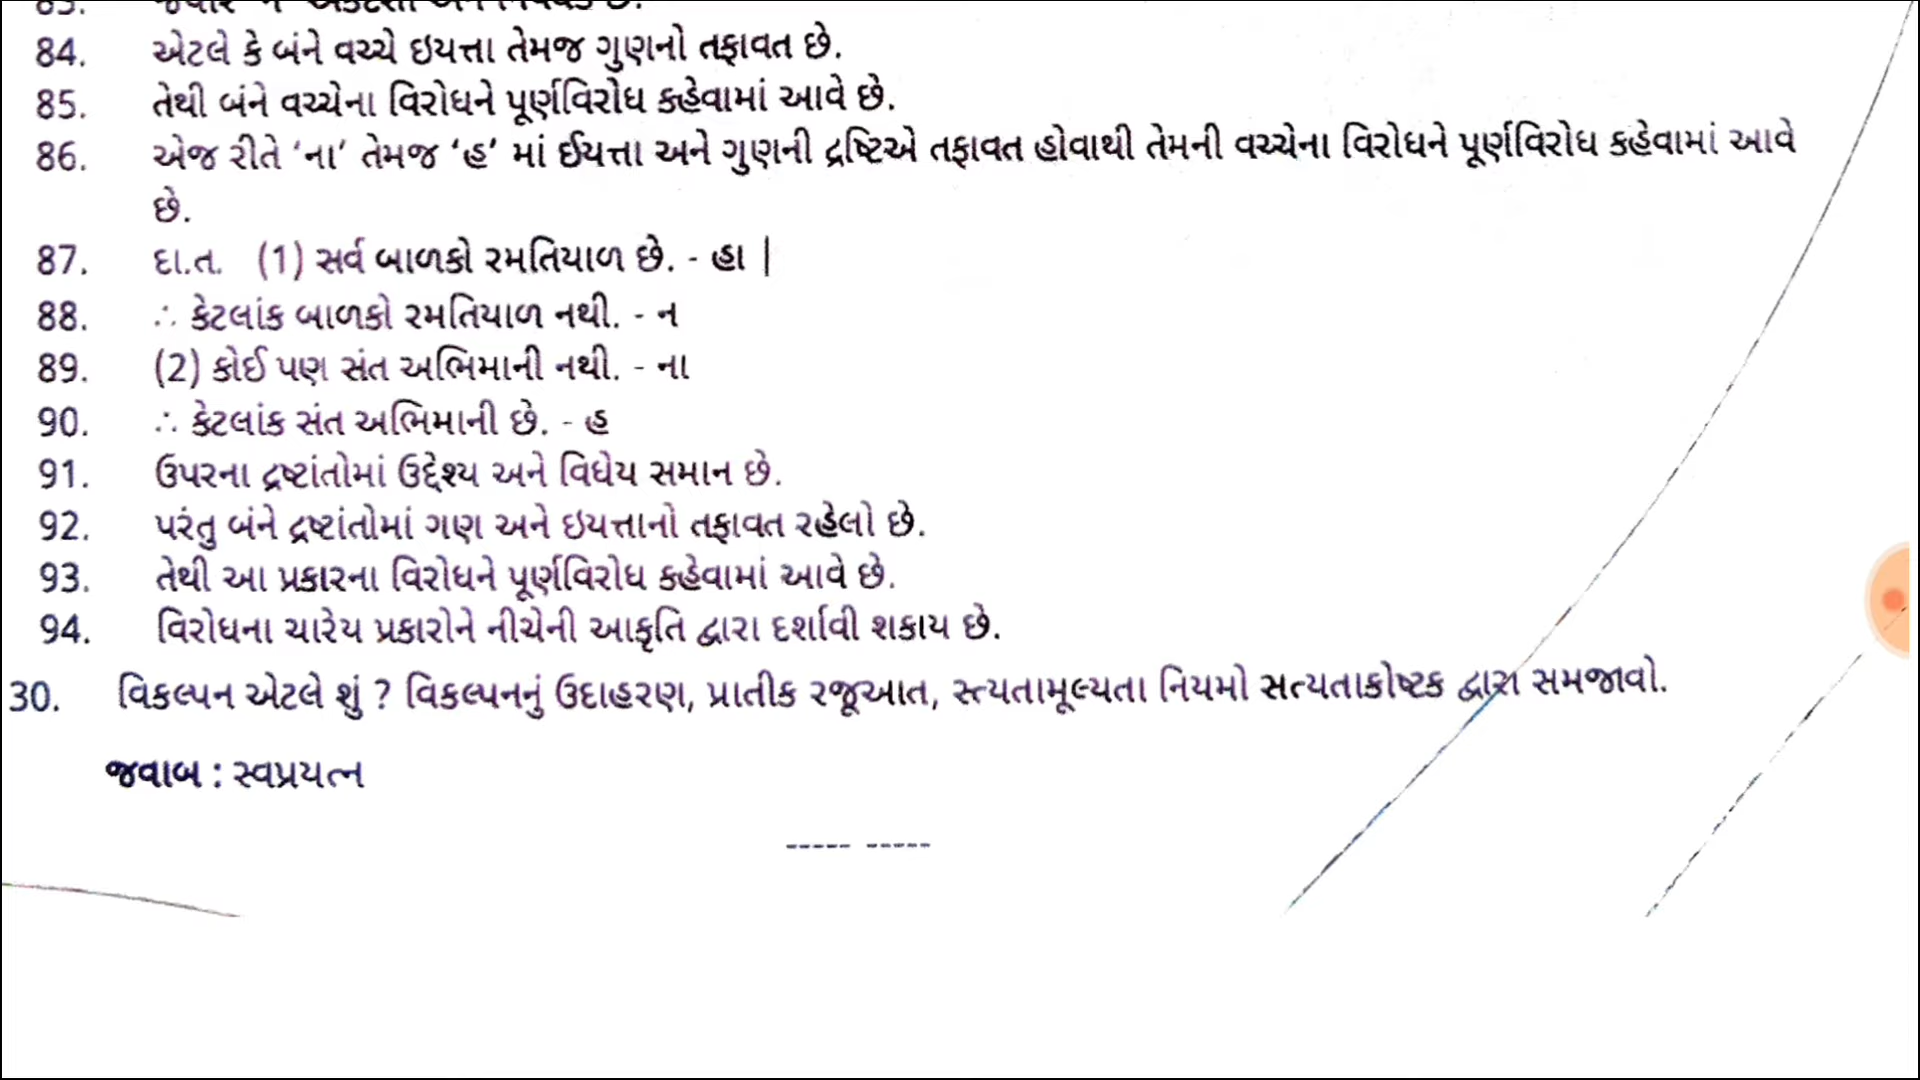 84. એટલે કે બંને વચ્ચે ઇયત્તા તેમજ ગુણનો તફાવત છે.
85. તેથી બંને વચ્ચેના વિરોધને પૂર્ણવિરોધ કહેવામાં આવે છે.
86. એજ રીતે ‘ના’ તેમજ ‘હ’ માં ઈયત્તા અને ગુણની દ્રષ્ટિએ તફાવત હોવાથી તેમની વચ્ચેના વિરોધને પૂર્ણવિરોધ કહેવામાં આવે
છે.
87. દા.ત. (1) સર્વ બાળકો રમતિયાળ છે. - હા |
88. ∴ કેટલાંક બાળકો રમતિયાળ નથી. - ન
89. (2) કોઈ પણ સંત અભિમાની નથી. - ના
90. ∴ કેટલાંક સંત અભિમાની છે. - હ
91. ઉપરના દ્રષ્ટાંતોમાં ઉદ્દેશ્ય અને વિધેય સમાન છે.
92. પરંતુ બંને દ્રષ્ટાંતોમાં ગણ અને ઇયત્તાનો તફાવત રહેલો છે.
93. તેથી આ પ્રકારના વિરોધને પૂર્ણવિરોધ કહેવામાં આવે છે.
94. વિરોધના ચારેય પ્રકારોને નીચેની આકૃતિ દ્વારા દર્શાવી શકાય છે.
30. વિકલ્પન એટલે શું ? વિકલ્પનનું ઉદાહરણ, પ્રાતીક રજૂઆત, સ્ત્યતામૂલ્યતા નિયમો સત્યતાકોષ્ટક દ્વારા સમજાવો.
જવાબ : સ્વપ્રયત્ન
----- -----